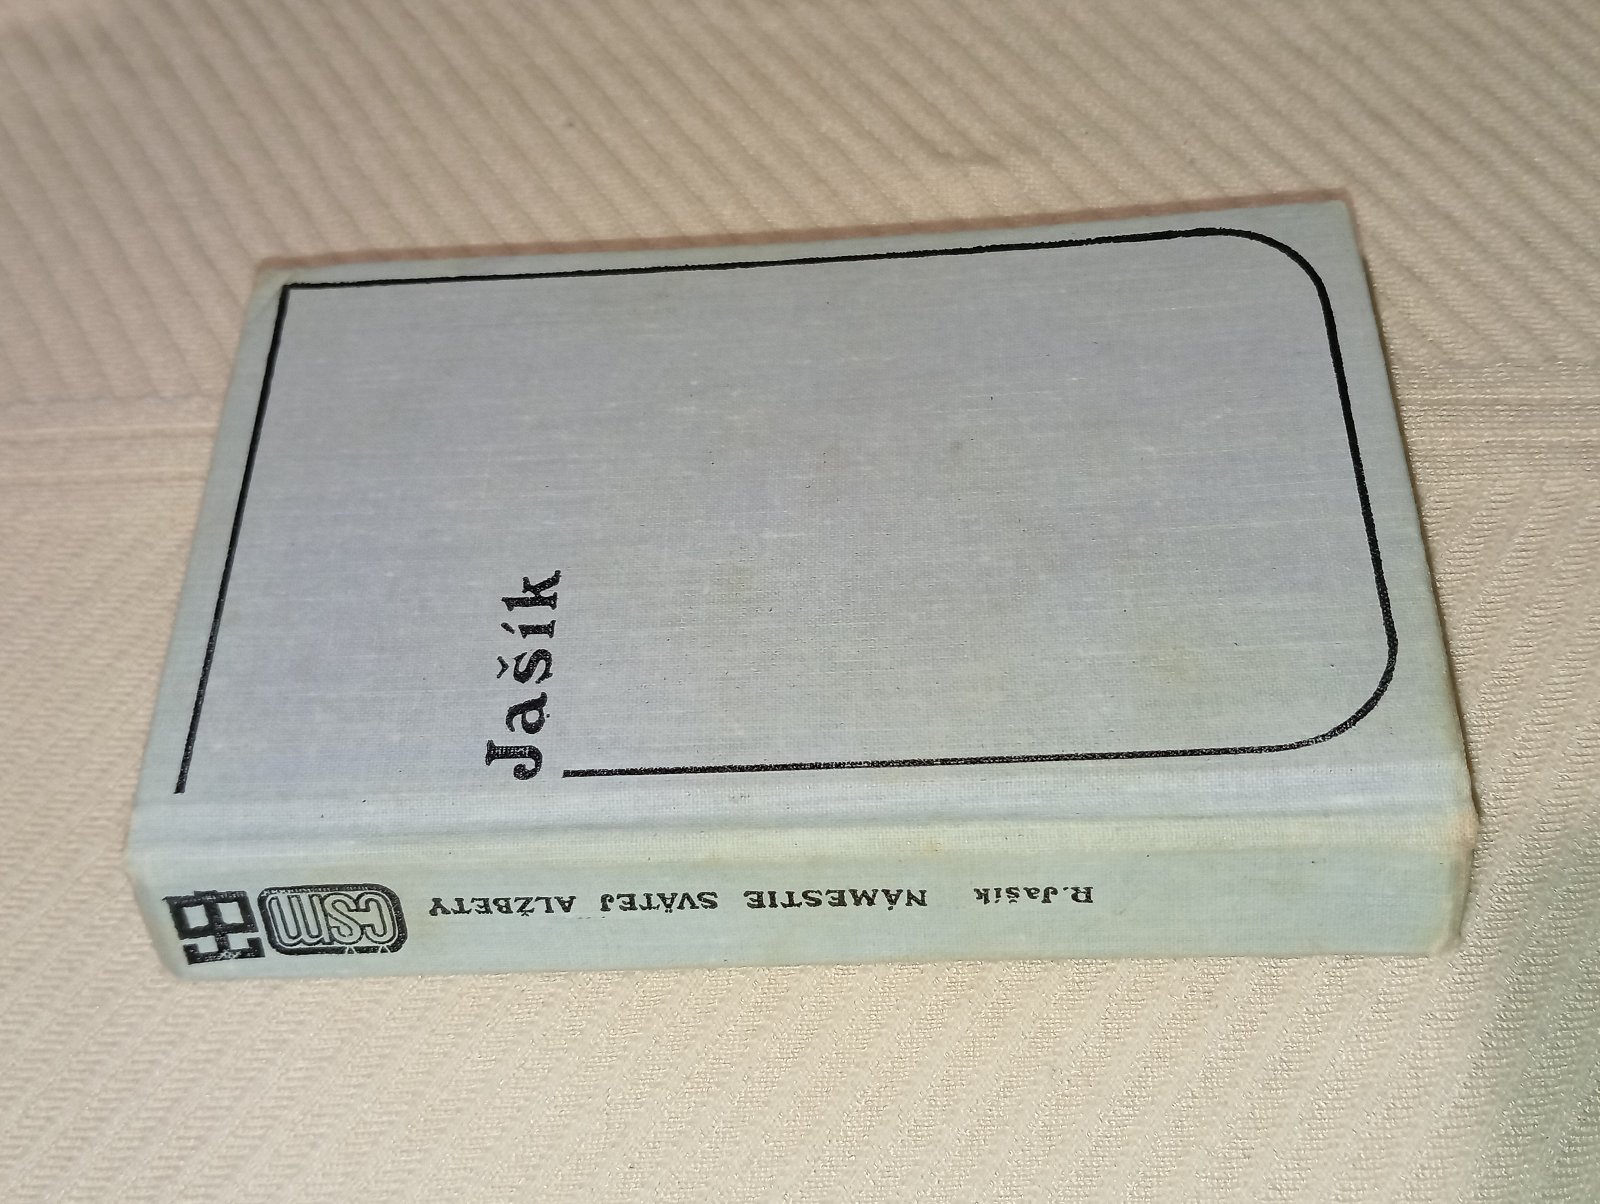 Jašík
R. Jašík NÁMESTIE SVÄTEJ ALŽBETY
ČSM